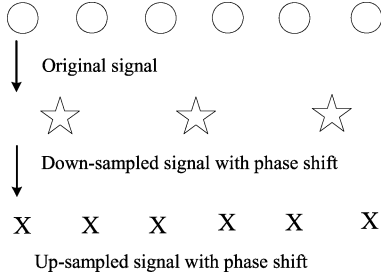 Original signal
Down-sampled signal with phase shift
X X X X X X
Up-sampled signal with phase shift